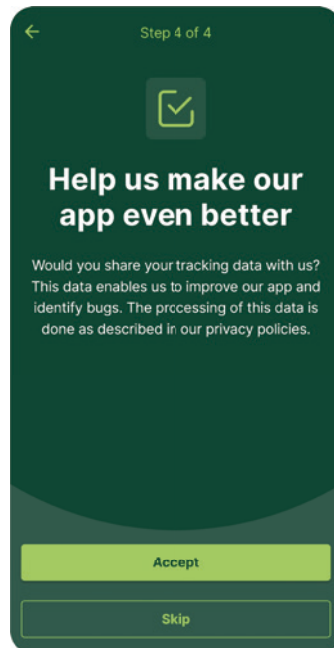 Step 4 of 4
Help us make our
app even better
Would you share your tracking data with us?
This data enables us to improve our app and
identify bugs. The processing of this data is
done as described in our privacy policies.
Accept
Skip